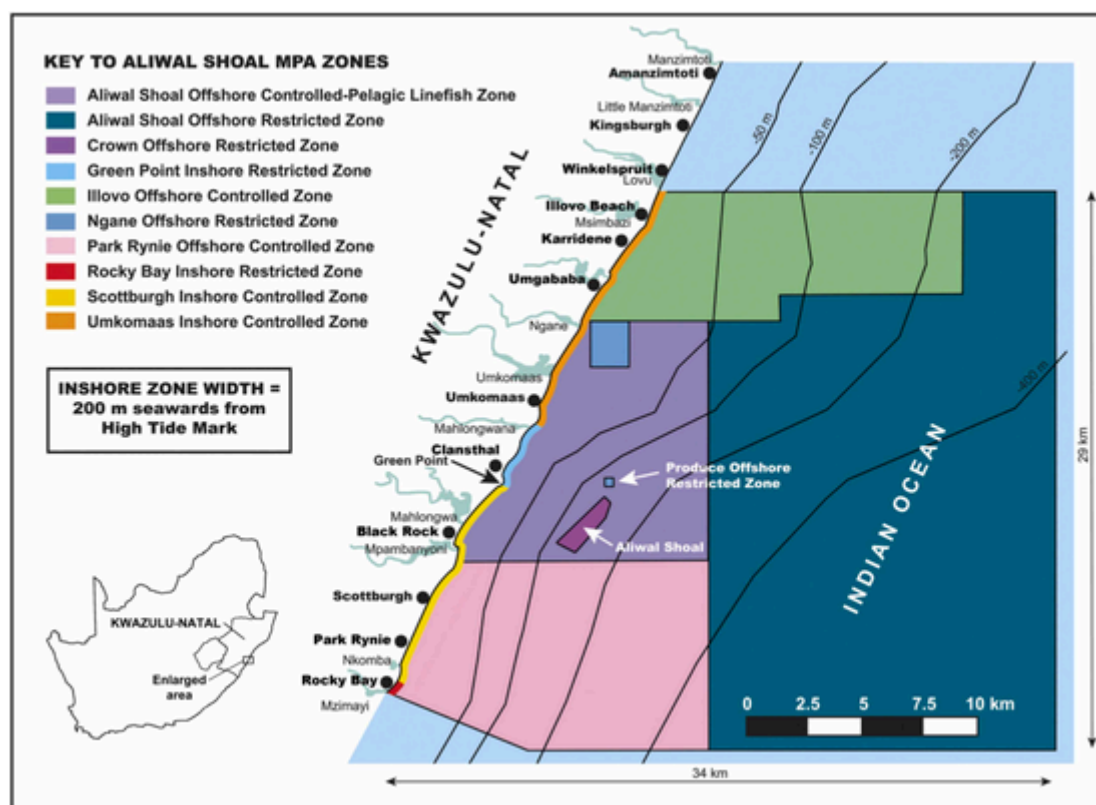 KEY TO ALIWAL SHOAL MPA ZONES
Aliwal Shoal Offshore Controlled-Pelagic Linefish Zone
Aliwal Shoal Offshore Restricted Zone
Crown Offshore Restricted Zone
Green Point Inshore Restricted Zone
Illovo Offshore Controlled Zone
Ngane Offshore Restricted Zone
Park Rynie Offshore Controlled Zone
Rocky Bay Inshore Restricted Zone
Scottburgh Inshore Controlled Zone
Umkomaas Inshore Controlled Zone
INSHORE ZONE WIDTH =
200 m seawards from
High Tide Mark
KWAZULU-NATAL
Manzimtoti
Amanzimtoti
Little Manzimtoti
Kingsburgh
Winkelspruit
Lovu
Illovo Beach
Msimbazi
Karridene
Umgababa
Ngane
Umkomaas
Umkomaas
Mahlongwana
Clansthal
Green Point
Mahlongwa
Black Rock
Mpambanyoni
Scottburgh
Park Rynie
Nkomba
Rocky Bay
Mzimayi
-50 m
-100 m
-200 m
-400 m
Produce Offshore
Restricted Zone
Aliwal Shoal
INDIAN OCEAN
0 2.5 5 7.5 10 km
29 km
34 km
KWAZULU-NATAL
Enlarged
area